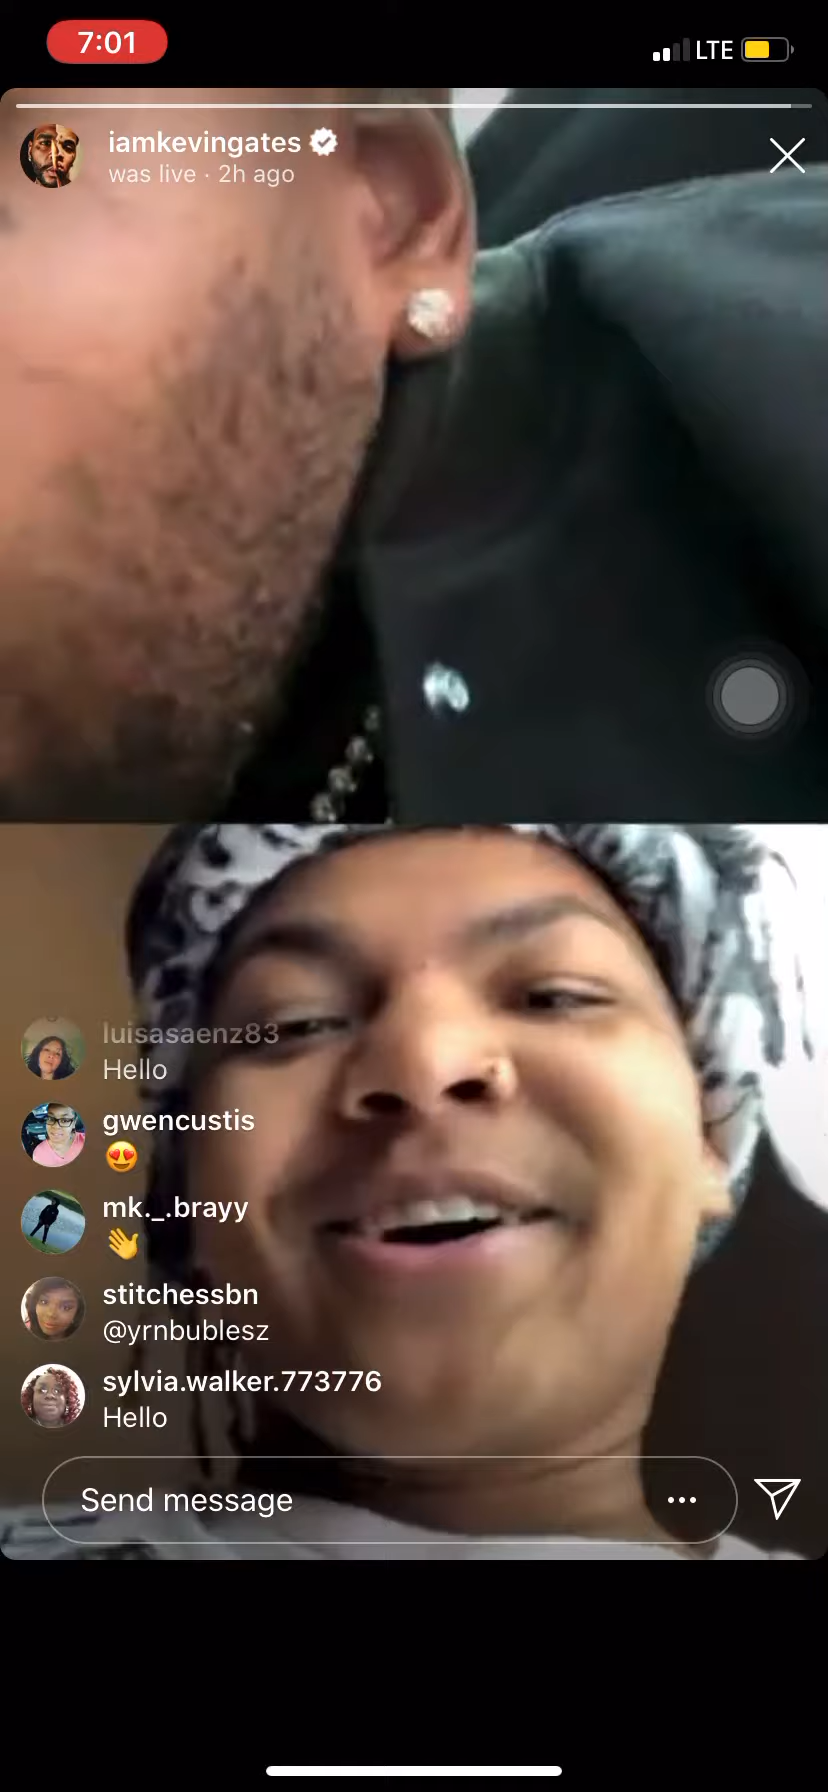 7:01
LTE
iamkevingates
was live · 2h ago
luisasaenz83
Hello
gwencustis
😍
mk._.brayy
👋
stitchessbn
@yrnbublesz
sylvia.walker.773776
Hello
Send message